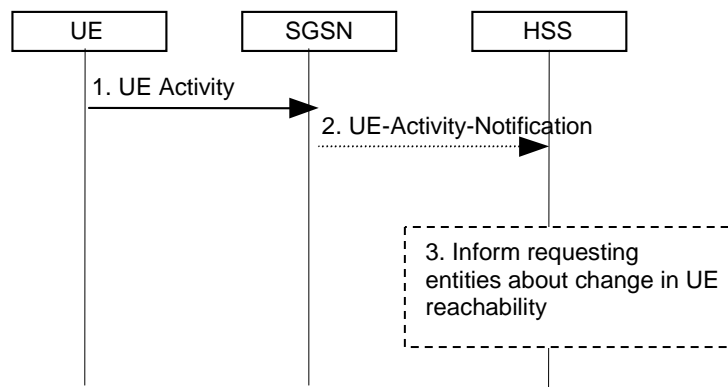 UE
SGSN
HSS
1. UE Activity
2. UE-Activity-Notification
3. Inform requesting
entities about change in UE
reachability